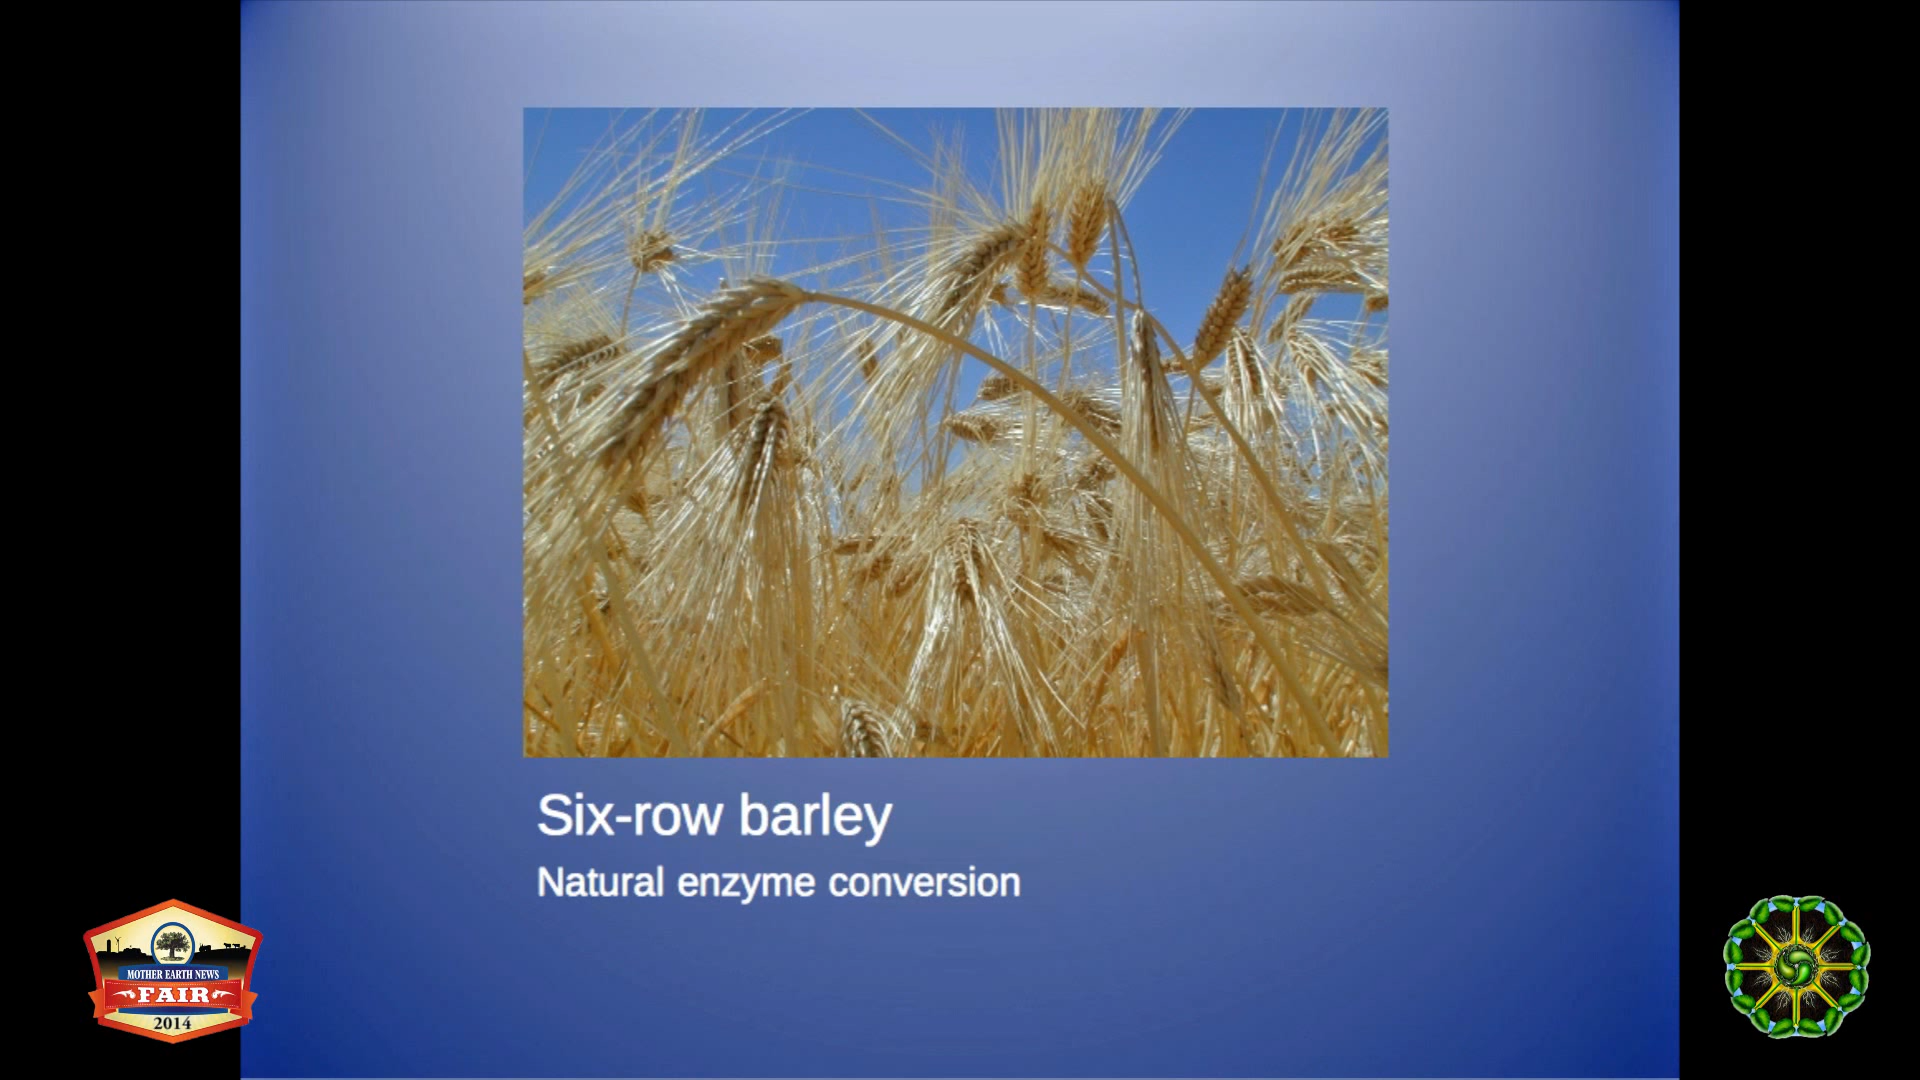 Six-row barley
Natural enzyme conversion
MOTHER EARTH NEWS
FAIR
2014